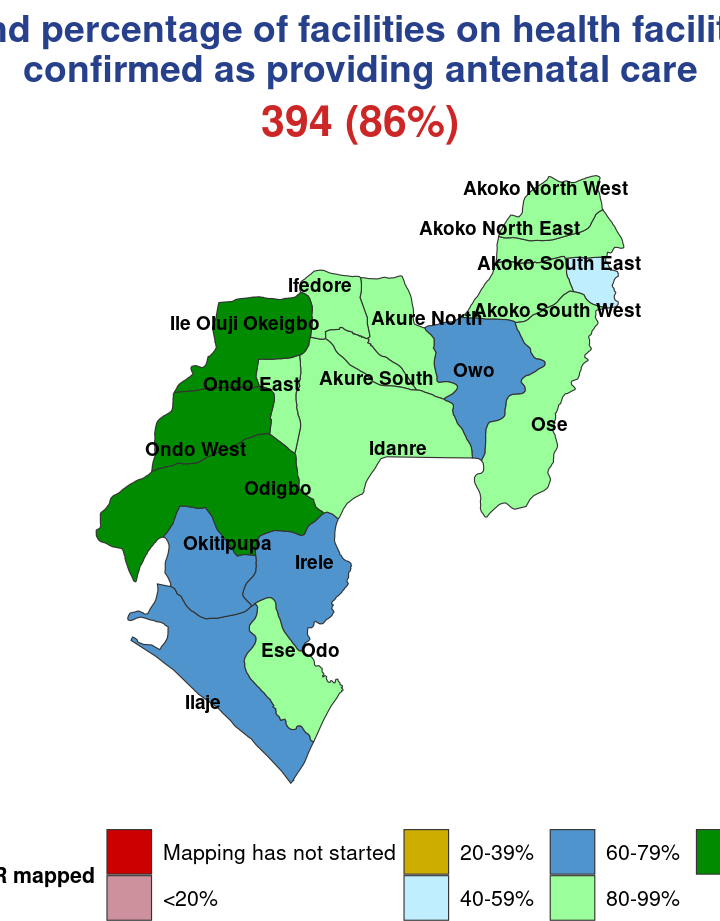 nd percentage of facilities on health facilit
confirmed as providing antenatal care
394 (86%)
Akoko North West
Akoko North East
Akoko South East
Ifedore
Akoko South West
Ile Oluji Okeigbo
Akure North
Owo
Ondo East
Akure South
Ose
Ondo West
Idanre
Odigbo
Okitipupa
Irele
Ese Odo
Ilaje
R mapped
Mapping has not started
<20%
20-39%
40-59%
60-79%
80-99%